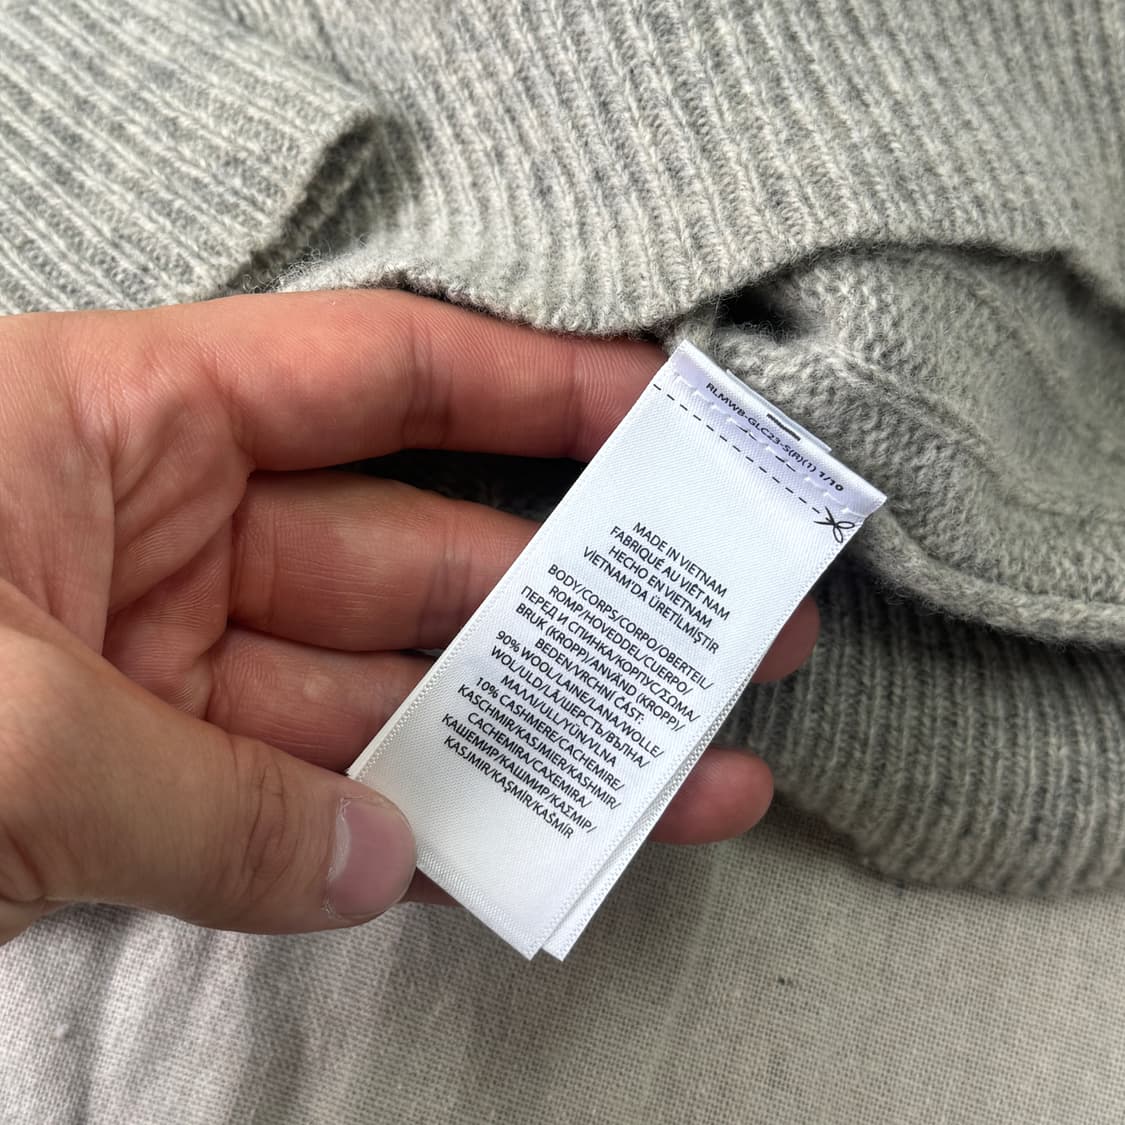 RLMWB-GLC23-S(R)(1) 1/10
MADE IN VIETNAM
FABRIQUÉ AU VIÊT NAM
HECHO EN VIETNAM
VIETNAM'DA ÜRETİLMİŞTİR
BODY/CORPS/CORPO/OBERTEIL/
ROMP/HOVEDDEL/CUERPO/
ПЕРЕД И СПИНКА/КОРПУС/ΣΩΜΑ/
BRUK (KROPP)/ANVÄND (KROPP)/
BEDEN/VRCHNÍ ČÁST:
90% WOOL/LAINE/LANA/WOLLE/
WOL/ULD/LÃ/ШЕРСТЬ/ВЪЛНА/
ΜΑΛΛΙ/ULL/YÜN/VLNA
10% CASHMERE/CACHEMIRE/
KASCHMIR/KASJMIER/KASHMIR/
CACHEMIRA/CAXEMIRA/
КАШЕМИР/КАШМИР/ΚΑΣΜΙΡ/
KASJMIR/KAŞMİR/KAŠMÍR